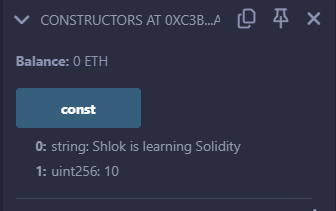 CONSTRUCTORS AT 0XC3B...A
Balance: 0 ETH
const
0: string: Shlok is learning Solidity
1: uint256: 10